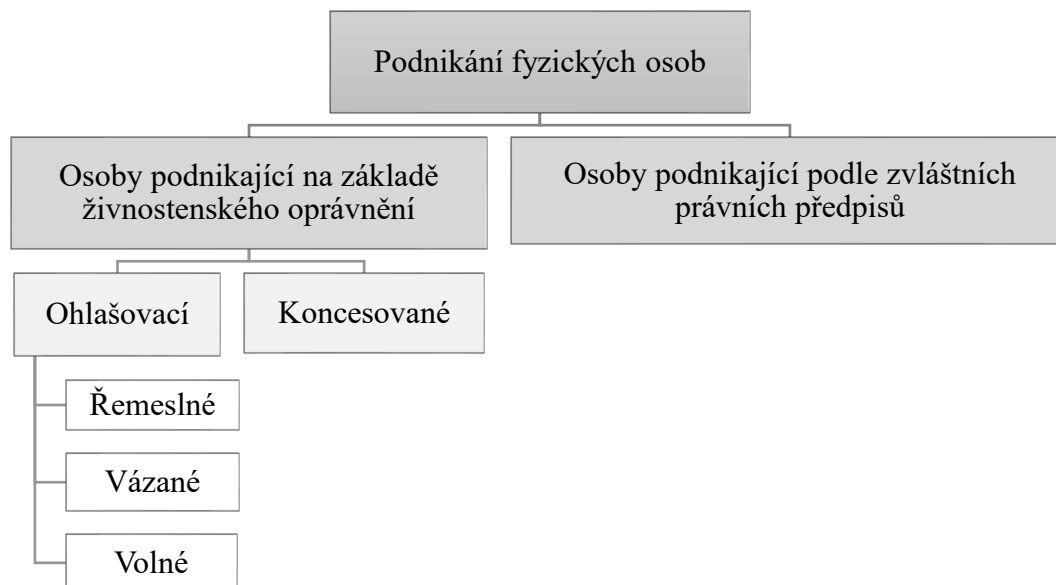 Podnikání fyzických osob
Osoby podnikající na základě
živnostenského oprávnění
Osoby podnikající podle zvláštních
právních předpisů
Ohlašovací
Koncesované
Řemeslné
Vázané
Volné